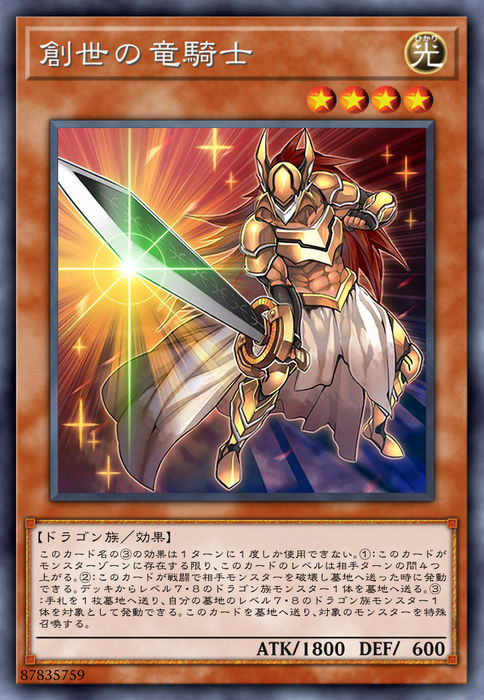 創世の竜騎士
ひかり
光
【ドラゴン族／効果】
このカード名の③の効果は１ターンに１度しか使用できない。①：このカードが
モンスターゾーンに存在する限り、このカードのレベルは相手ターンの間４つ
上がる。②：このカードが戦闘で相手モンスターを破壊し墓地へ送った時に発動
できる。デッキからレベル７・８のドラゴン族モンスター１体を墓地へ送る。③
：手札を１枚墓地へ送り、自分の墓地のレベル７・８のドラゴン族モンスター１
体を対象として発動できる。このカードを墓地へ送り、対象のモンスターを特殊
召喚する。
ATK/1800 DEF/ 600
87835759